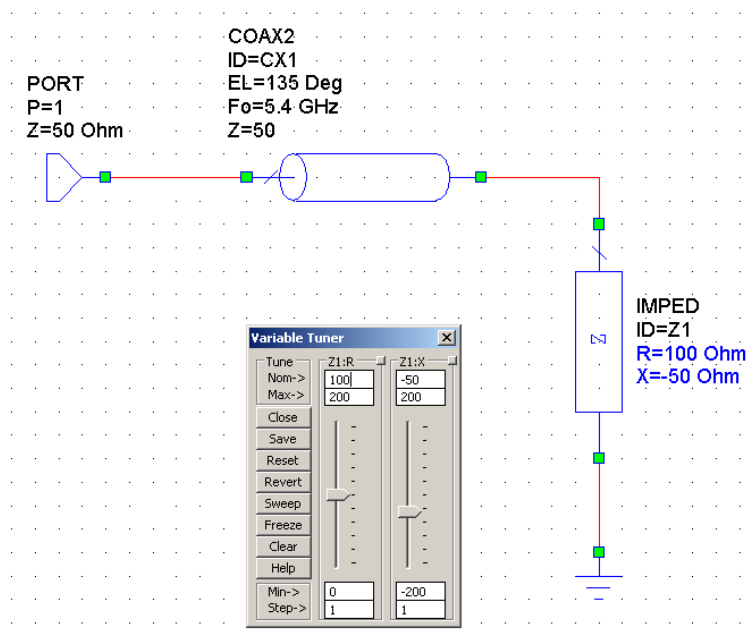 COAX2
ID=CX1
EL=135 Deg
Fo=5.4 GHz
Z=50
PORT
P=1
Z=50 Ohm
IMPED
ID=Z1
R=100 Ohm
X=-50 Ohm
Z
Variable Tuner
Tune
Nom->
Max->
Z1:R
100
200
Z1:X
-50
200
Close
Save
Reset
Revert
Sweep
Freeze
Clear
Help
Min->
Step->
0
1
-200
1